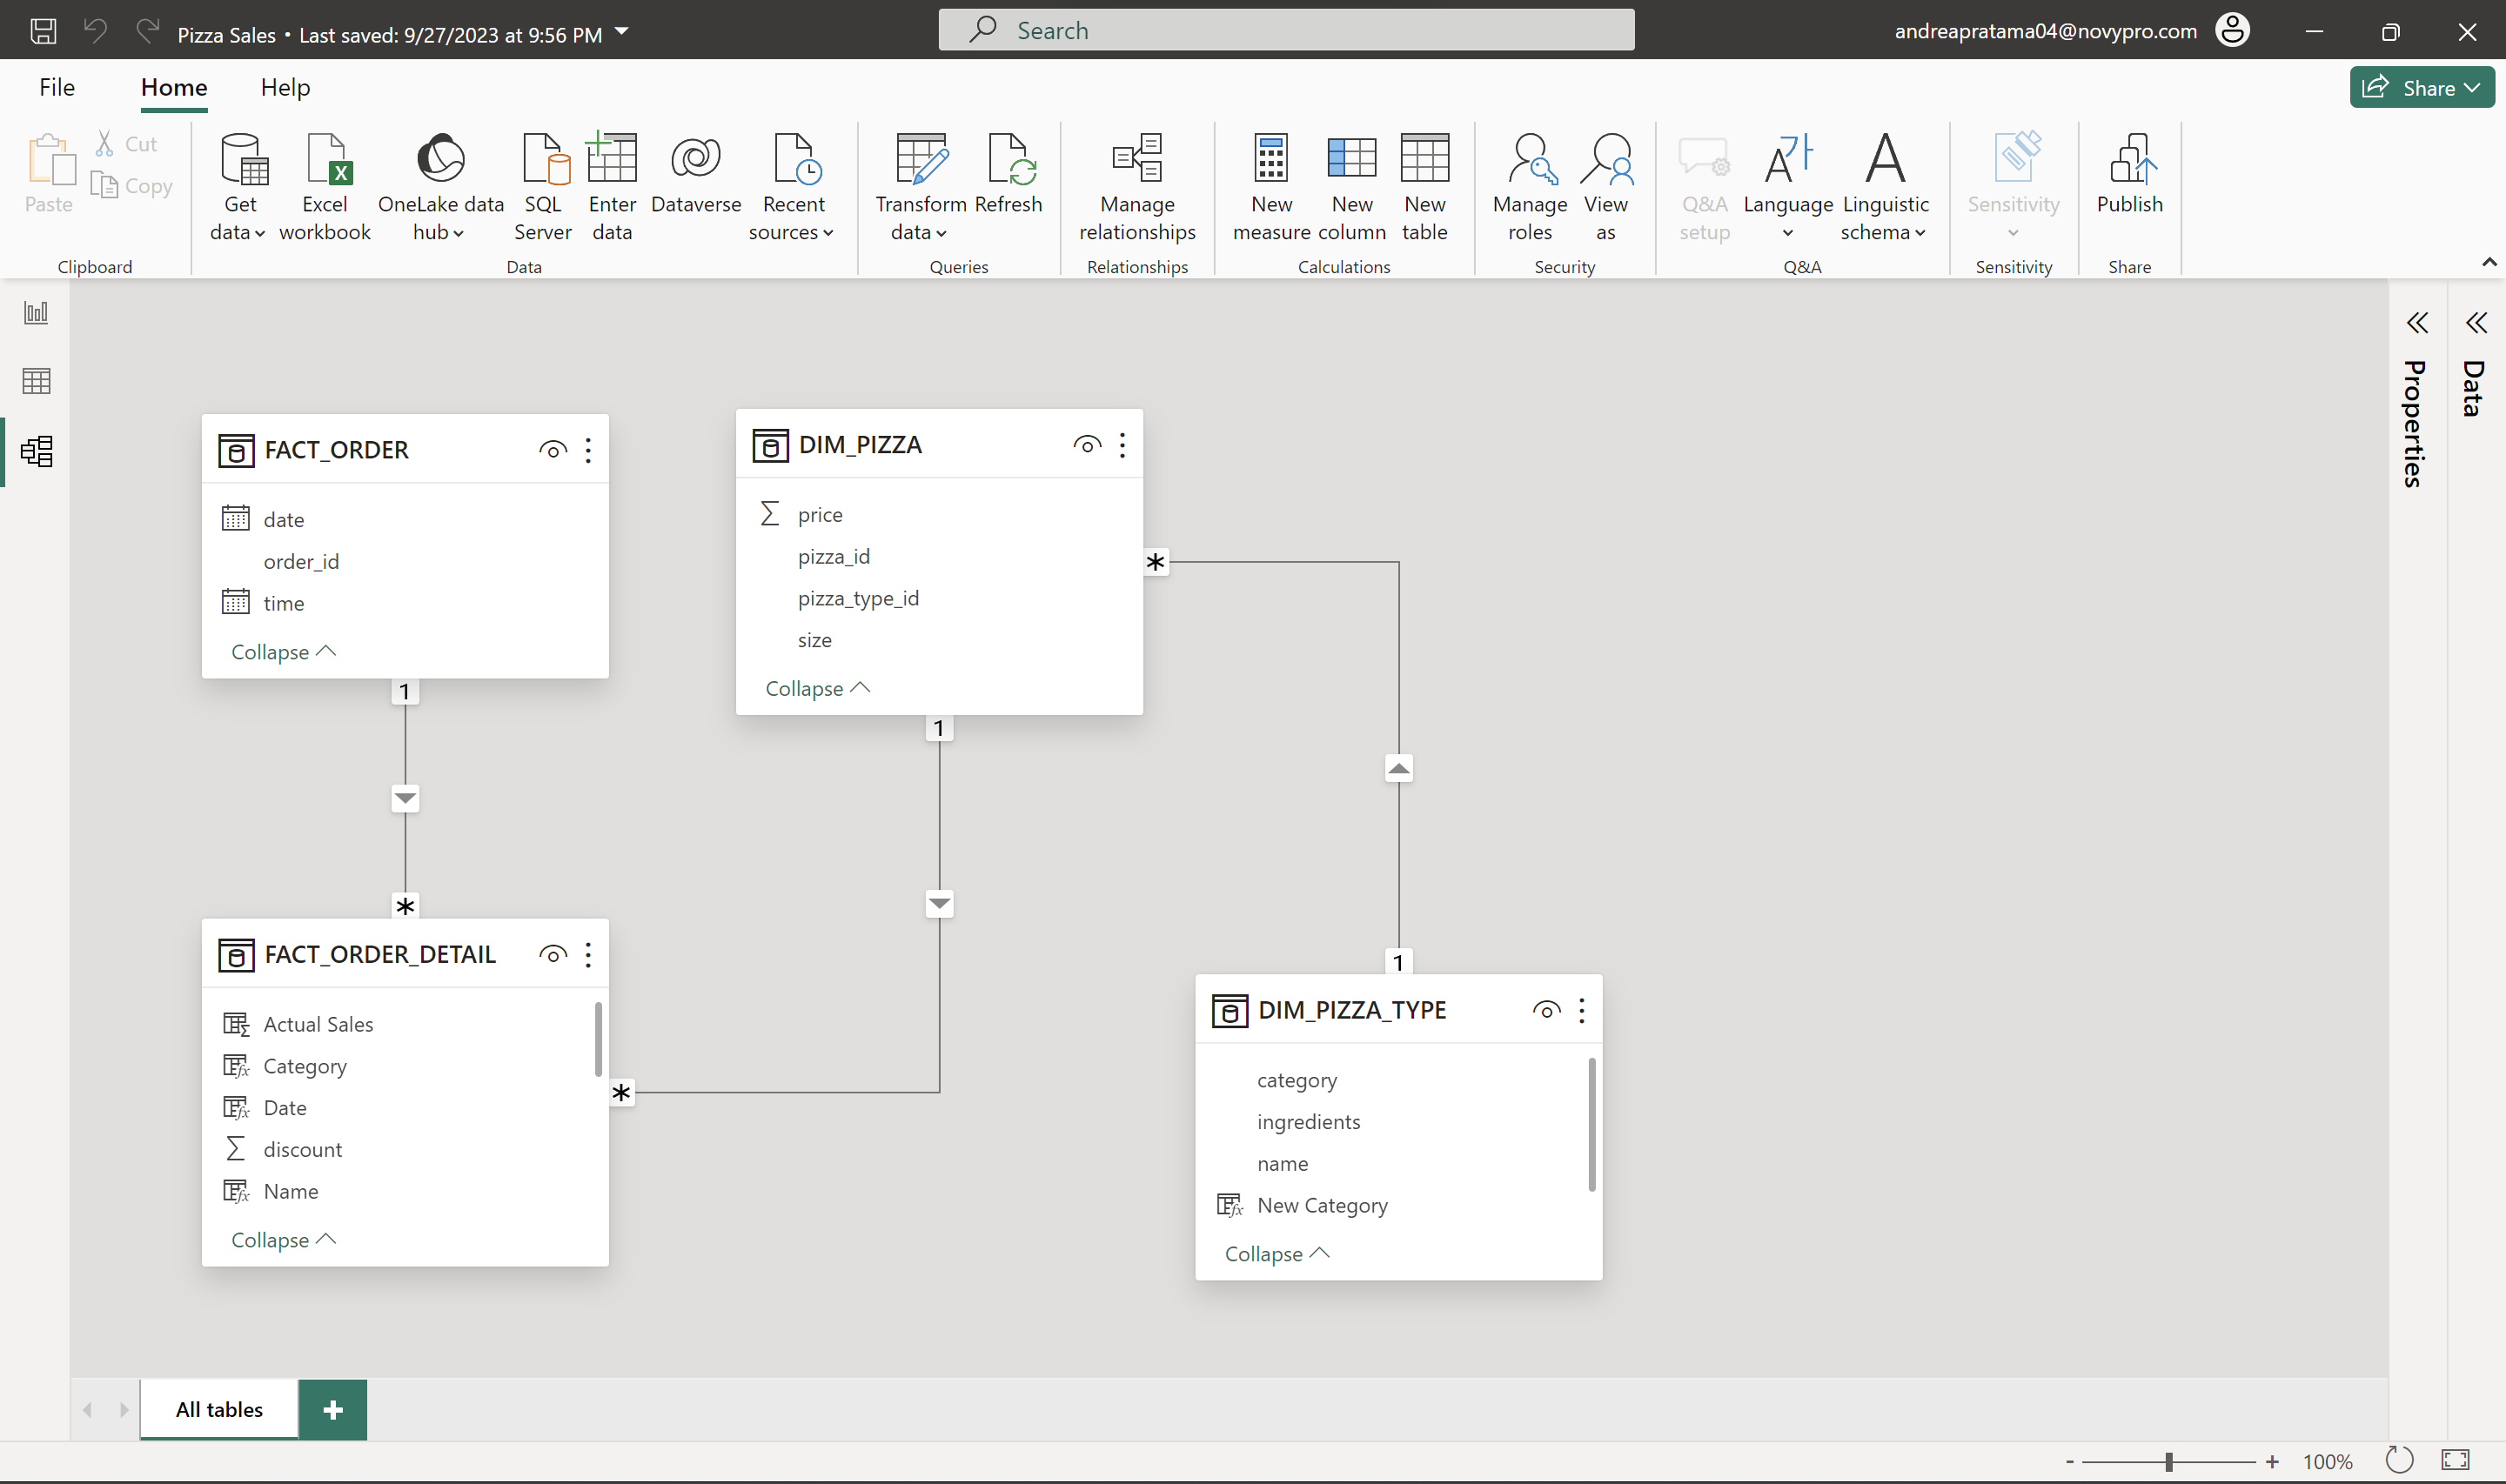 Pizza Sales • Last saved: 9/27/2023 at 9:56 PM
Search
andreapratama04@novypro.com
File
Home
Help
Share
Paste
Cut
Copy
Clipboard
Get data
Excel workbook
OneLake data hub
SQL Server
Enter data
Dataverse
Recent sources
Data
Transform data
Refresh
Queries
Manage relationships
Relationships
New measure
New column
New table
Calculations
Manage roles
View as
Security
Q&A setup
Language
Linguistic schema
Q&A
Sensitivity
Sensitivity
Publish
Share
FACT_ORDER
date
order_id
time
Collapse
1
*
DIM_PIZZA
price
pizza_id
pizza_type_id
size
Collapse
1
*
*
1
FACT_ORDER_DETAIL
Actual Sales
Category
Date
discount
Name
Collapse
DIM_PIZZA_TYPE
category
ingredients
name
New Category
Collapse
Properties
Data
All tables
+
- + 100%